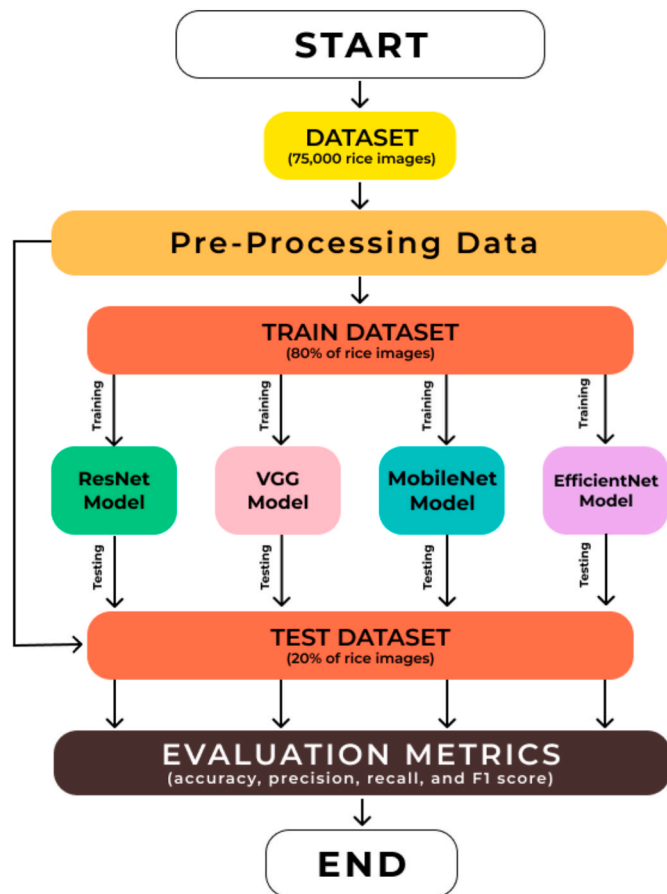 START
DATASET
(75,000 rice images)
Pre-Processing Data
TRAIN DATASET
(80% of rice images)
Training
Training
Training
Training
ResNet
Model
VGG
Model
MobileNet
Model
EfficientNet
Model
Testing
Testing
Testing
Testing
TEST DATASET
(20% of rice images)
EVALUATION METRICS
(accuracy, precision, recall, and F1 score)
END